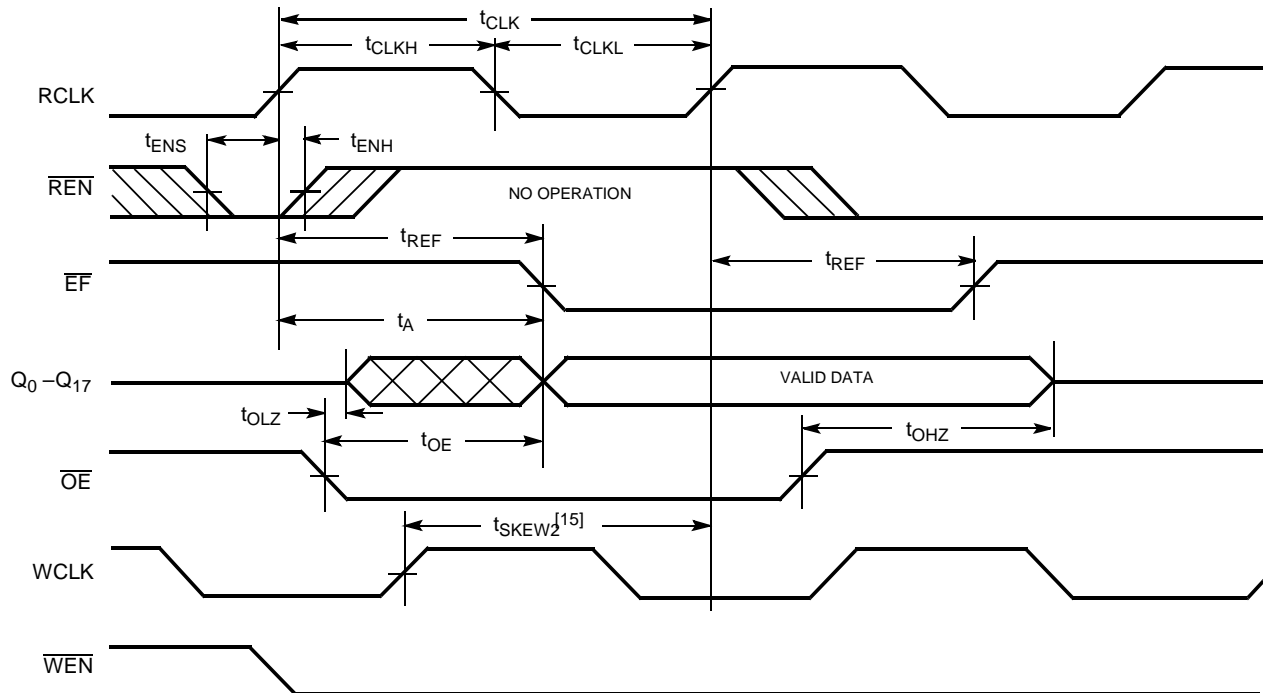 tCLK
tCLKH
tCLKL
RCLK
tENS
tENH
REN
NO OPERATION
tREF
tREF
EF
tA
Q0 –Q17
VALID DATA
tOLZ
tOE
tOHZ
OE
tSKEW2[15]
WCLK
WEN